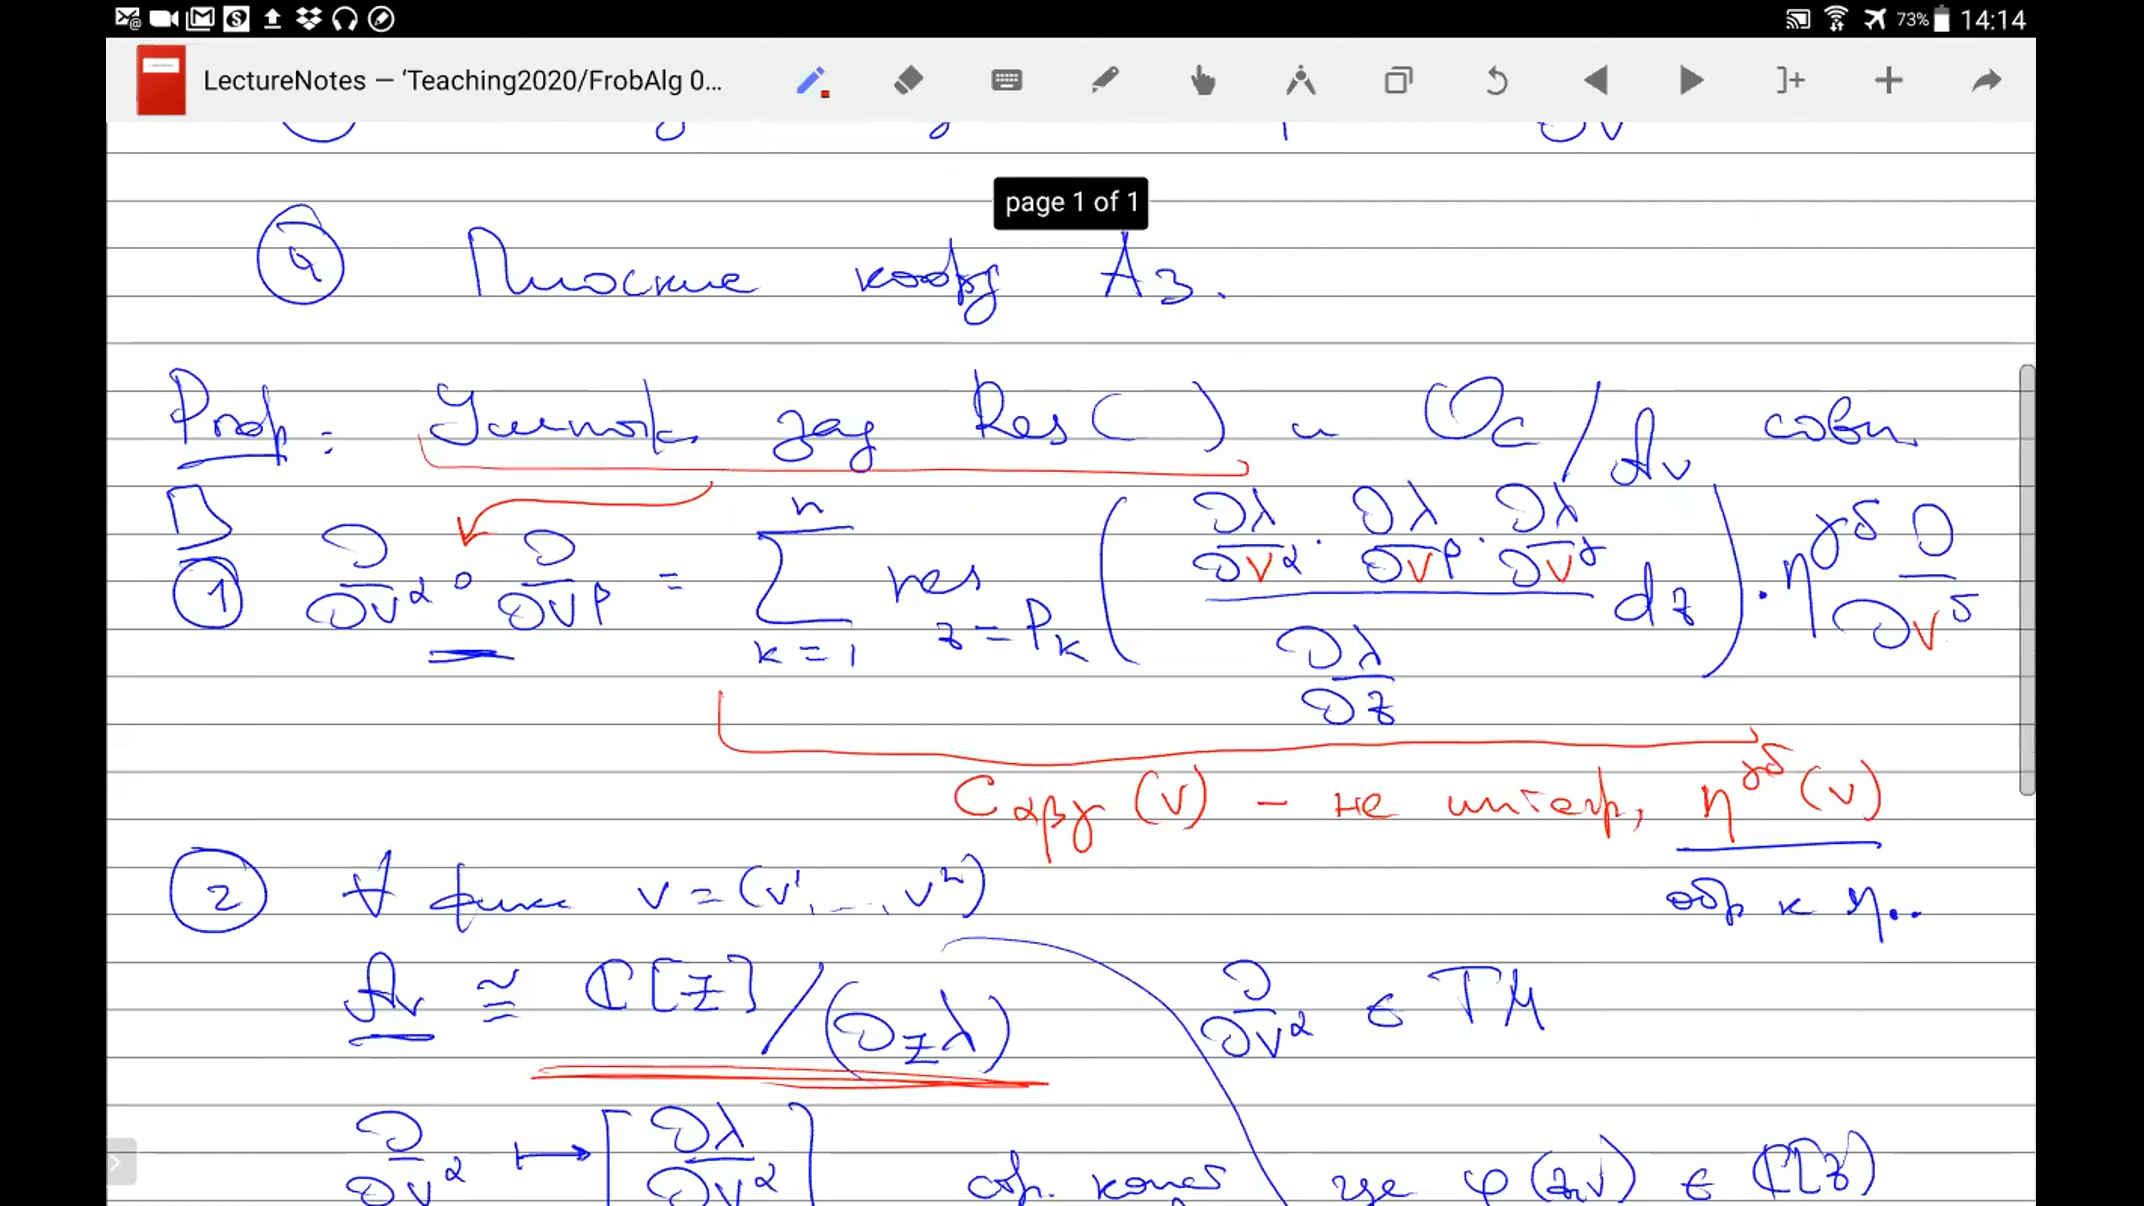 73% 14:14
LectureNotes — ‘Teaching2020/FrobAlg 0...
page 1 of 1
④ Плоские коорд A₃.
Prop: Умнож. зад Res( ) и O_C / A_v совп.
① ∂/∂v^α ∘ ∂/∂v^β = Σ_{k=1}^{n} res_{z=P_k} ( (∂λ/∂v^α · ∂λ/∂v^β · ∂λ/∂v^γ) / (∂λ/∂z) dz ) · η^{γδ} ∂/∂v^δ
C_{αβγ}(v) – не интегр, η^{γδ}(v)
② ∀ фикс v = (v¹, ..., vⁿ) обр к η..
A_v ≅ ℂ[z]/(∂_z λ) ∂/∂v^α ∈ TM
∂/∂v^α ↦ [∂λ/∂v^α] где φ(z,v) ∈ ℂ[z]